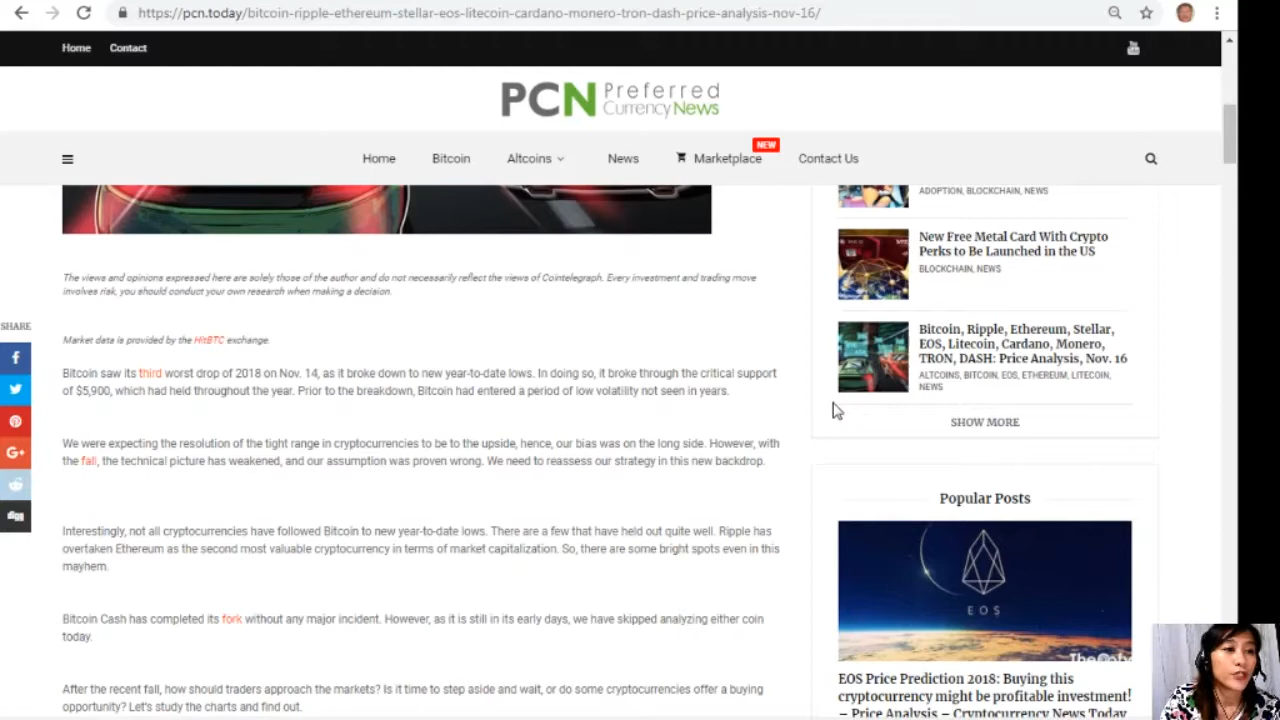 https://pcn.today/bitcoin-ripple-ethereum-stellar-eos-litecoin-cardano-monero-tron-dash-price-analysis-nov-16/
Home Contact
You
PCN Preferred
CurrencyNews
NEW
Home Bitcoin Altcoins News Marketplace Contact Us
ADOPTION, BLOCKCHAIN, NEWS
New Free Metal Card With Crypto
Perks to Be Launched in the US
BLOCKCHAIN, NEWS
The views and opinions expressed here are solely those of the author and do not necessarily reflect the views of Cointelegraph. Every investment and trading move
involves risk, you should conduct your own research when making a decision.
SHARE
Market data is provided by the HitBTC exchange.
Bitcoin saw its third worst drop of 2018 on Nov. 14, as it broke down to new year-to-date lows. In doing so, it broke through the critical support
of $5,900, which had held throughout the year. Prior to the breakdown, Bitcoin had entered a period of low volatility not seen in years.
We were expecting the resolution of the tight range in cryptocurrencies to be to the upside, hence, our bias was on the long side. However, with
the fall, the technical picture has weakened, and our assumption was proven wrong. We need to reassess our strategy in this new backdrop.
Interestingly, not all cryptocurrencies have followed Bitcoin to new year-to-date lows. There are a few that have held out quite well. Ripple has
overtaken Ethereum as the second most valuable cryptocurrency in terms of market capitalization. So, there are some bright spots even in this
mayhem.
Bitcoin Cash has completed its fork without any major incident. However, as it is still in its early days, we have skipped analyzing either coin
today.
After the recent fall, how should traders approach the markets? Is it time to step aside and wait, or do some cryptocurrencies offer a buying
opportunity? Let's study the charts and find out.
Bitcoin, Ripple, Ethereum, Stellar,
EOS, Litecoin, Cardano, Monero,
TRON, DASH: Price Analysis, Nov. 16
ALTCOINS, BITCOIN, EOS, ETHEREUM, LITECOIN,
NEWS
SHOW MORE
G+
digg
Popular Posts
EOS
EOS Price Prediction 2018: Buying this
cryptocurrency might be profitable investment!
– Price Analysis – Cryptocurrency News Today